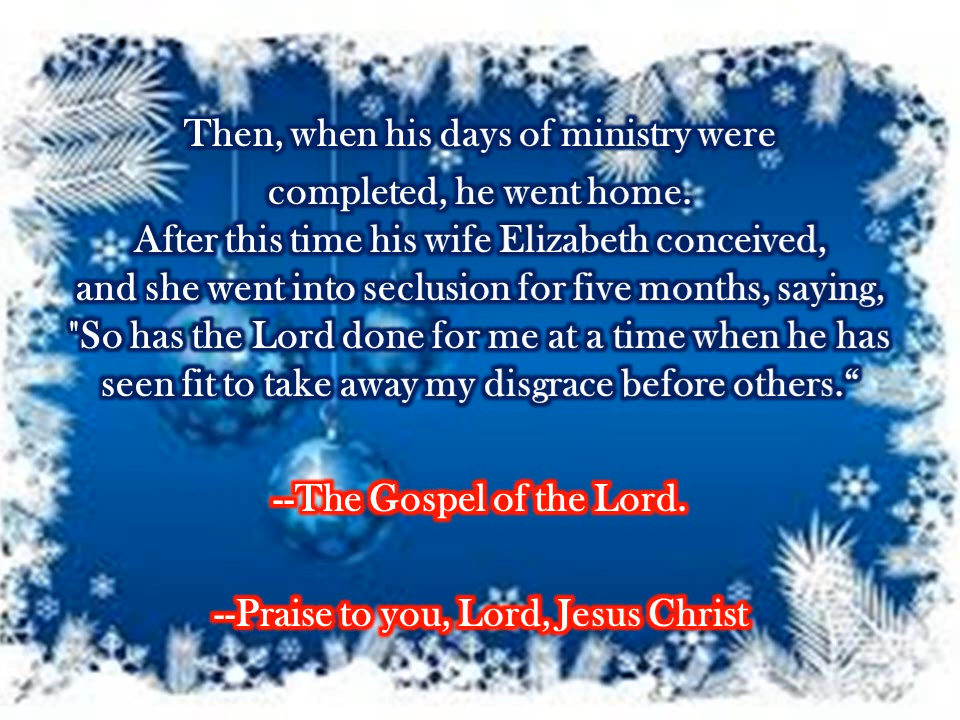 Then, when his days of ministry were
completed, he went home.
After this time his wife Elizabeth conceived,
and she went into seclusion for five months, saying,
"So has the Lord done for me at a time when he has
seen fit to take away my disgrace before others.“
--The Gospel of the Lord.
--Praise to you, Lord, Jesus Christ